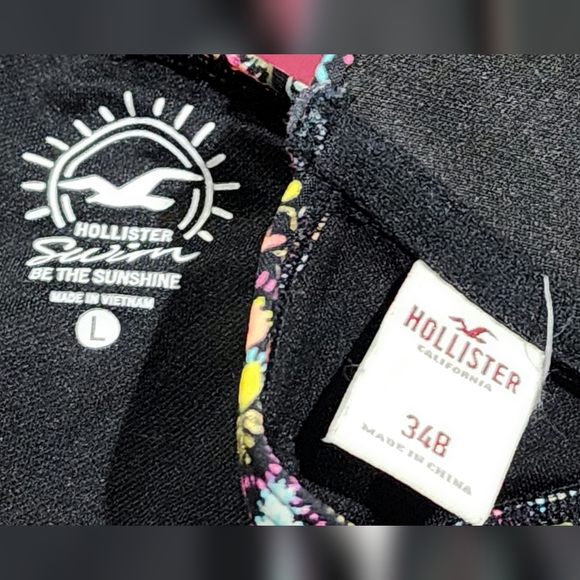 HOLLISTER
Swim
BE THE SUNSHINE
MADE IN VIETNAM
L
HOLLISTER
CALIFORNIA
34B
MADE IN CHINA